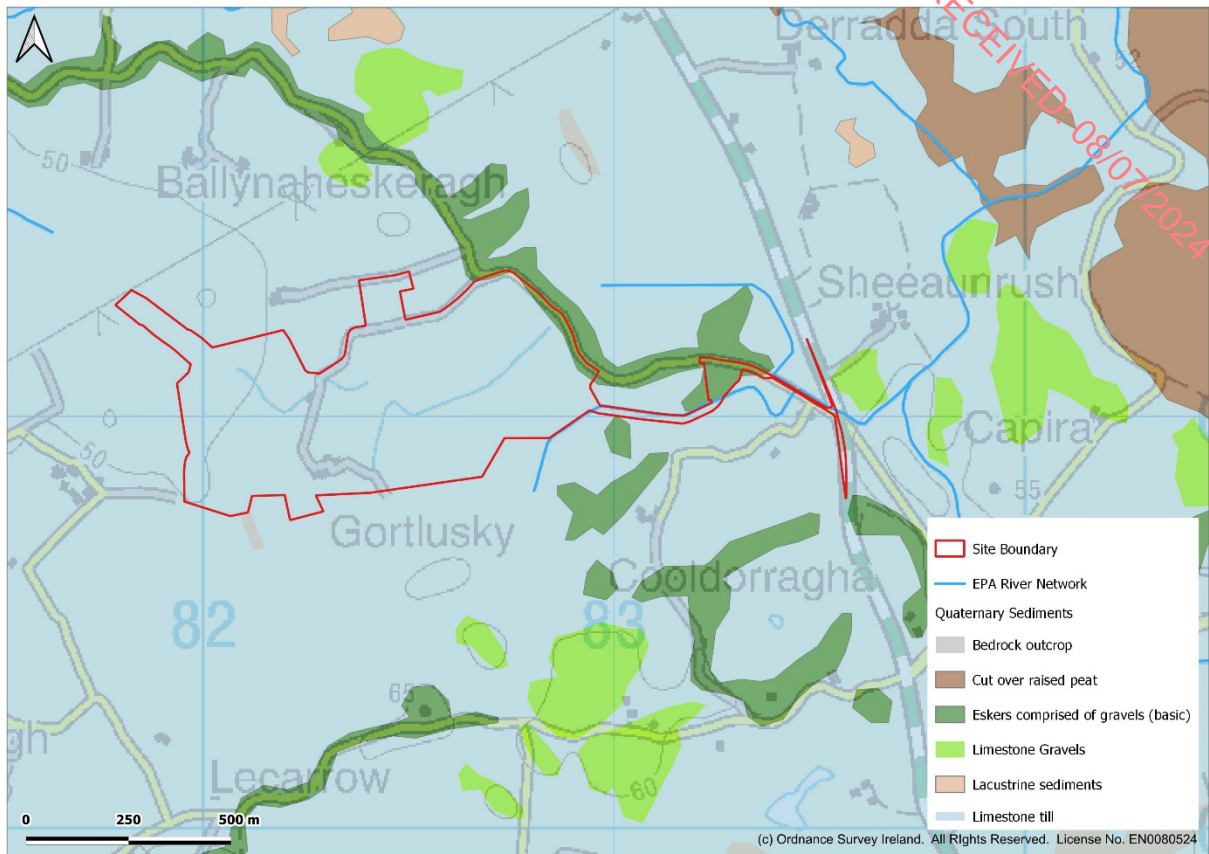 RECEIVED: 08/07/2024
Derradda South
52
50
Ballynaheskeragh
Sheeaunrush
Capira
50
55
Gortlusky
Cooldorragha
82
83
65
gh
Lecarrow
60
0 250 500 m
Site Boundary
EPA River Network
Quaternary Sediments
Bedrock outcrop
Cut over raised peat
Eskers comprised of gravels (basic)
Limestone Gravels
Lacustrine sediments
Limestone till
(c) Ordnance Survey Ireland. All RIghts Reserved. License No. EN0080524